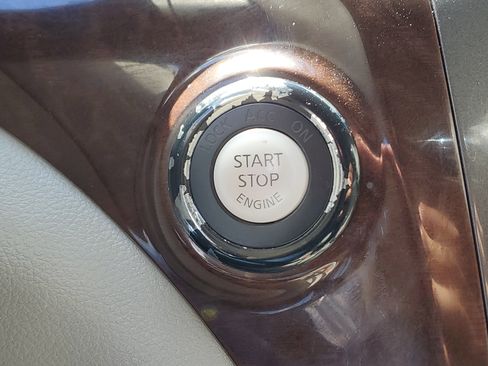 LOCK ACC ON
START
STOP
ENGINE